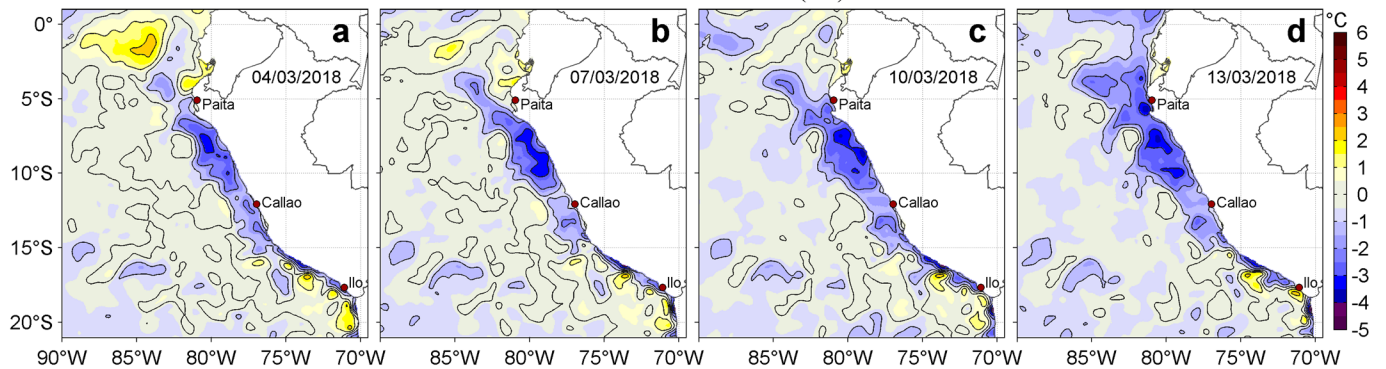 a b c d °C
0° 04/03/2018 07/03/2018 10/03/2018 13/03/2018 6
5°S Paita Paita Paita Paita 5
4
3
2
10°S 1
0
Callao Callao Callao Callao -1
15°S -2
-3
Ilo Ilo Ilo Ilo -4
20°S -5
90°W 85°W 80°W 75°W 70°W 85°W 80°W 75°W 70°W 85°W 80°W 75°W 70°W 85°W 80°W 75°W 70°W